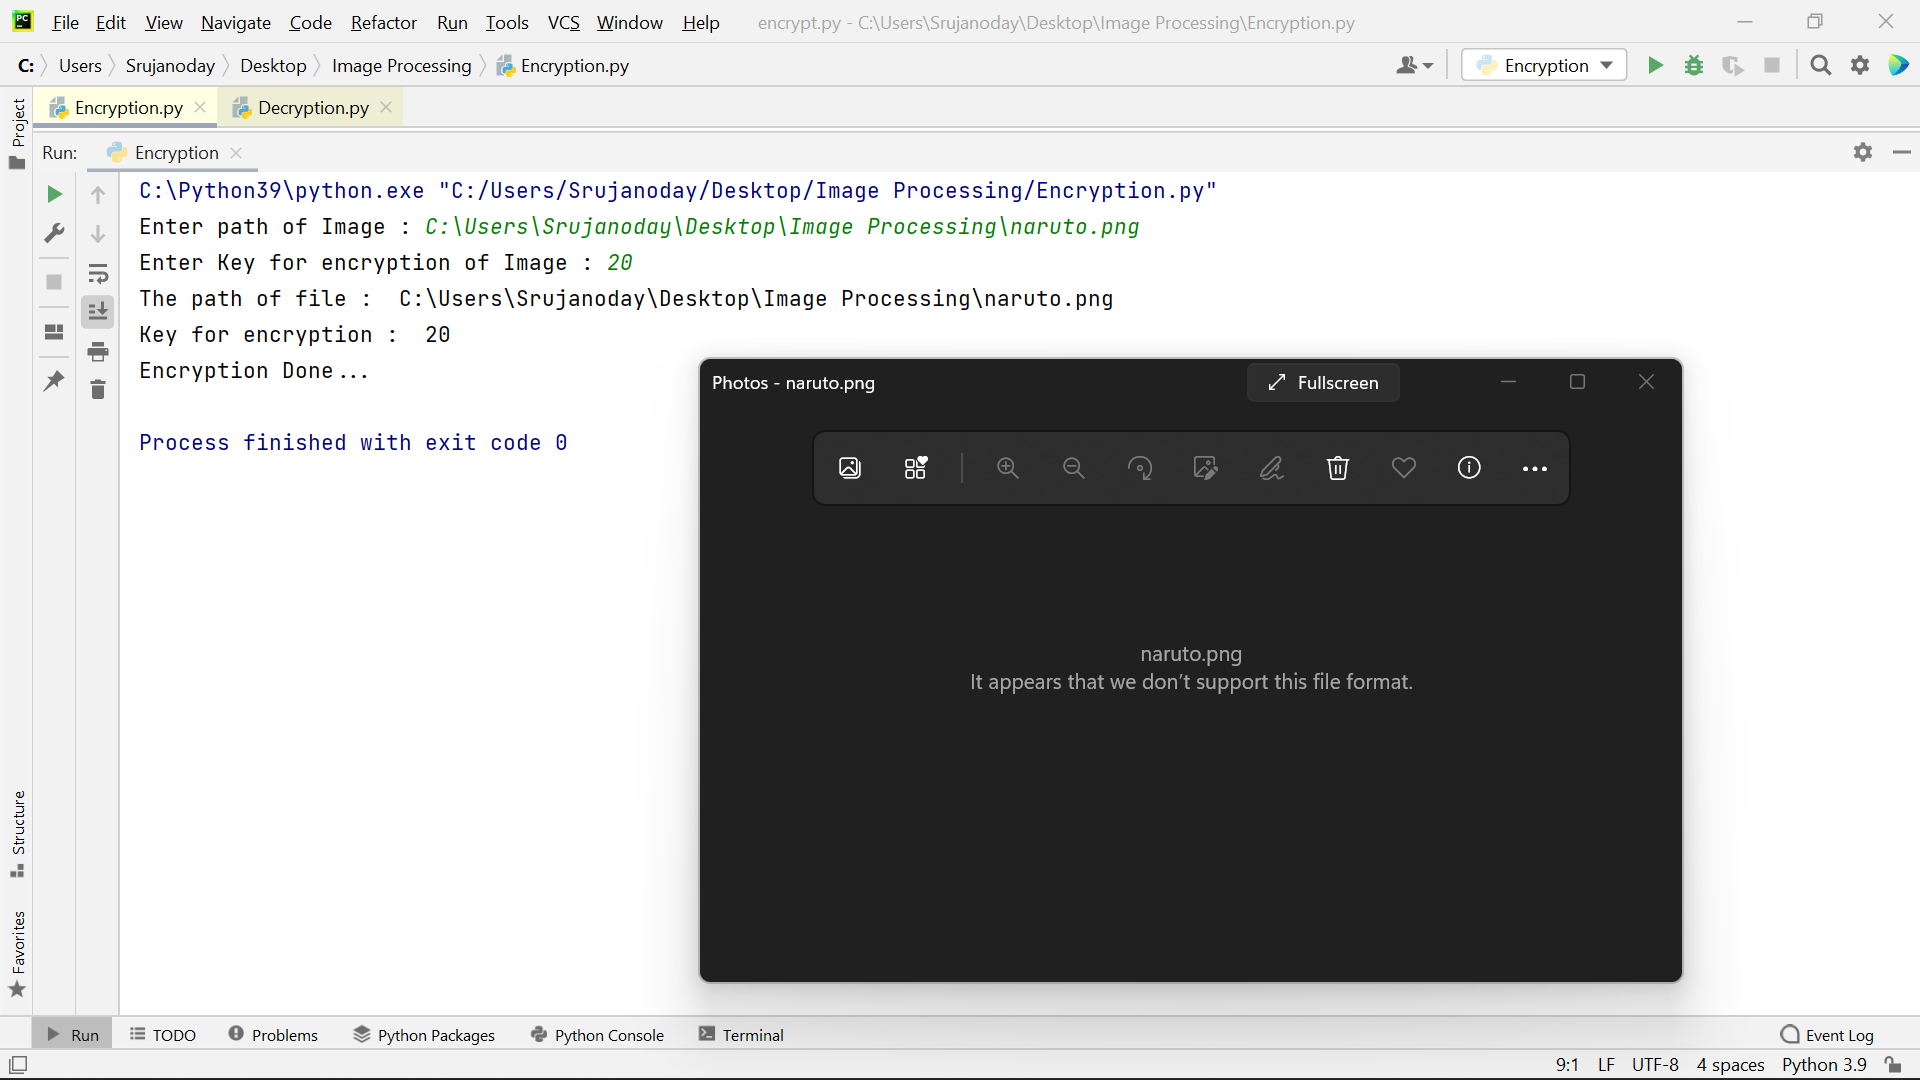 PC File Edit View Navigate Code Refactor Run Tools VCS Window Help encrypt.py - C:\Users\Srujanoday\Desktop\Image Processing\Encryption.py
C: Users Srujanoday Desktop Image Processing Encryption.py Encryption
Encryption.py Decryption.py
Project
Run: Encryption
C:\Python39\python.exe "C:/Users/Srujanoday/Desktop/Image Processing/Encryption.py"
Enter path of Image : C:\Users\Srujanoday\Desktop\Image Processing\naruto.png
Enter Key for encryption of Image : 20
The path of file :  C:\Users\Srujanoday\Desktop\Image Processing\naruto.png
Key for encryption :  20
Encryption Done...
Process finished with exit code 0
Photos - naruto.png Fullscreen
naruto.png
It appears that we don't support this file format.
Structure
Favorites
Run TODO Problems Python Packages Python Console Terminal Event Log
9:1 LF UTF-8 4 spaces Python 3.9